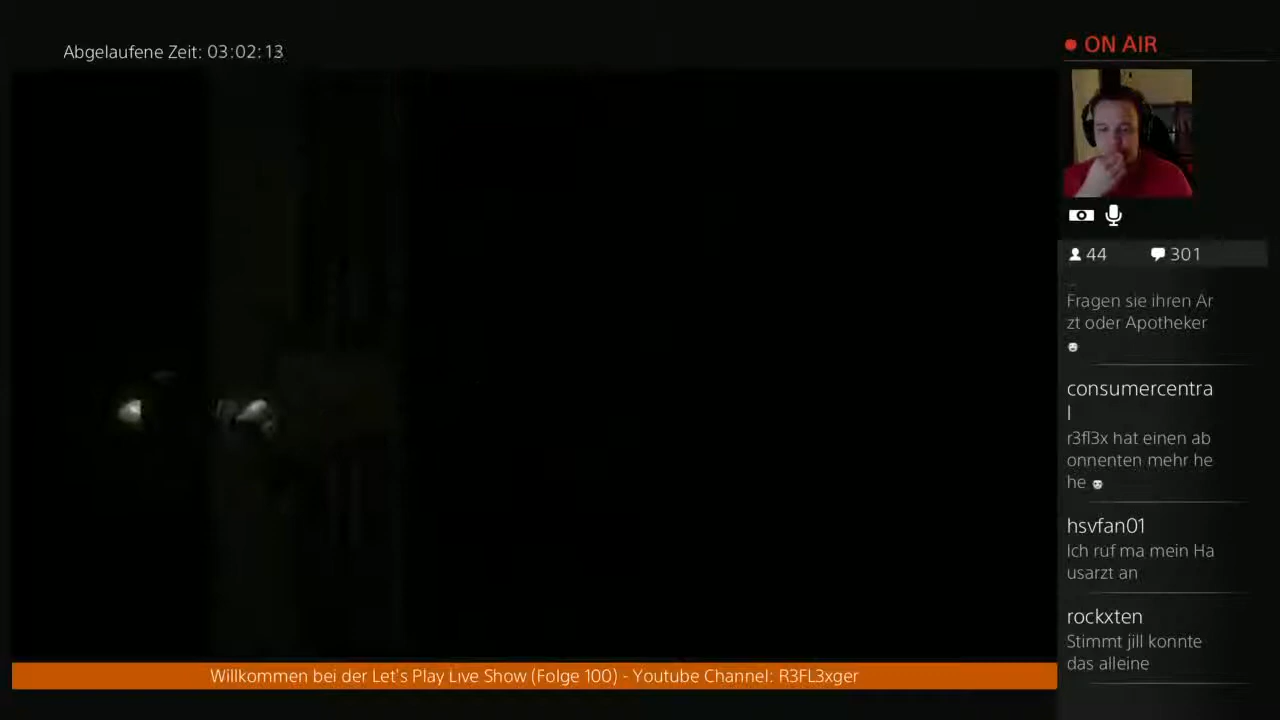 Abgelaufene Zeit: 03:02:13
ON AIR
44 301
Fragen sie ihren Ar
zt oder Apotheker
consumercentra
l
r3fl3x hat einen ab
onnenten mehr he
he
hsvfan01
Ich ruf ma mein Ha
usarzt an
rockxten
Stimmt jill konnte
das alleine
Willkommen bei der Let's Play Live Show (Folge 100) - Youtube Channel: R3FL3xger